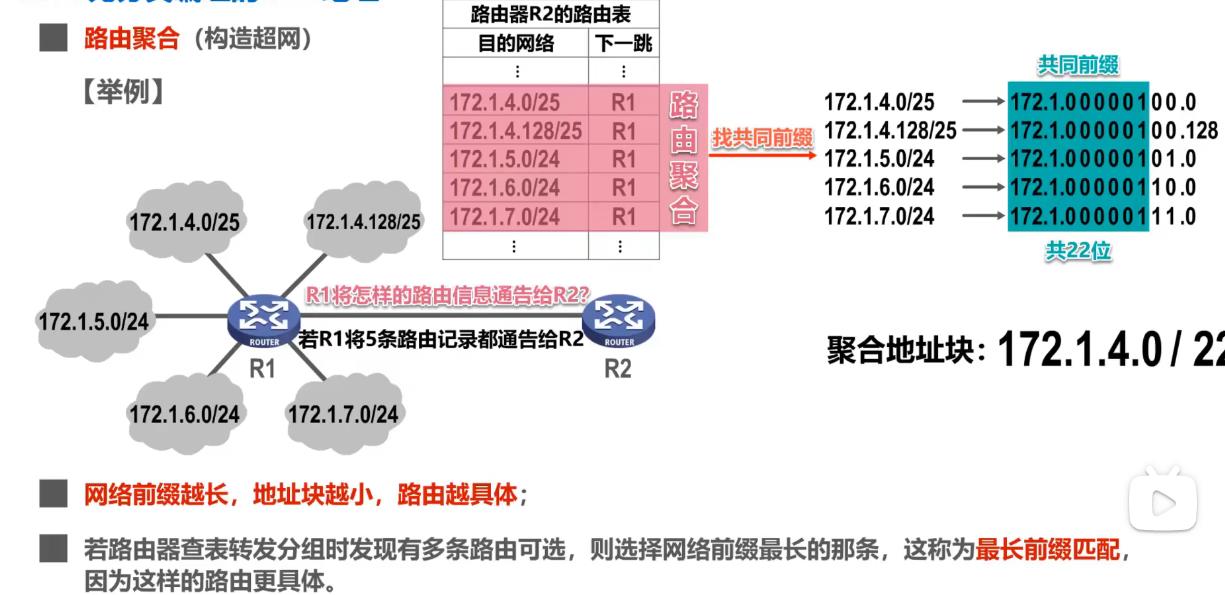 路由聚合（构造超网）
【举例】
路由器R2的路由表
目的网络 下一跳
⋮ ⋮
172.1.4.0/25 R1
172.1.4.128/25 R1
172.1.5.0/24 R1
172.1.6.0/24 R1
172.1.7.0/24 R1
⋮ ⋮
路由聚合
找共同前缀
共同前缀
172.1.4.0/25 172.1.00000100.0
172.1.4.128/25 172.1.00000100.128
172.1.5.0/24 172.1.00000101.0
172.1.6.0/24 172.1.00000110.0
172.1.7.0/24 172.1.00000111.0
共22位
聚合地址块：172.1.4.0 / 22
172.1.4.0/25
172.1.4.128/25
172.1.5.0/24
172.1.6.0/24
172.1.7.0/24
R1将怎样的路由信息通告给R2?
若R1将5条路由记录都通告给R2
ROUTER
R1
ROUTER
R2
网络前缀越长，地址块越小，路由越具体；
若路由器查表转发分组时发现有多条路由可选，则选择网络前缀最长的那条，这称为最长前缀匹配，
因为这样的路由更具体。